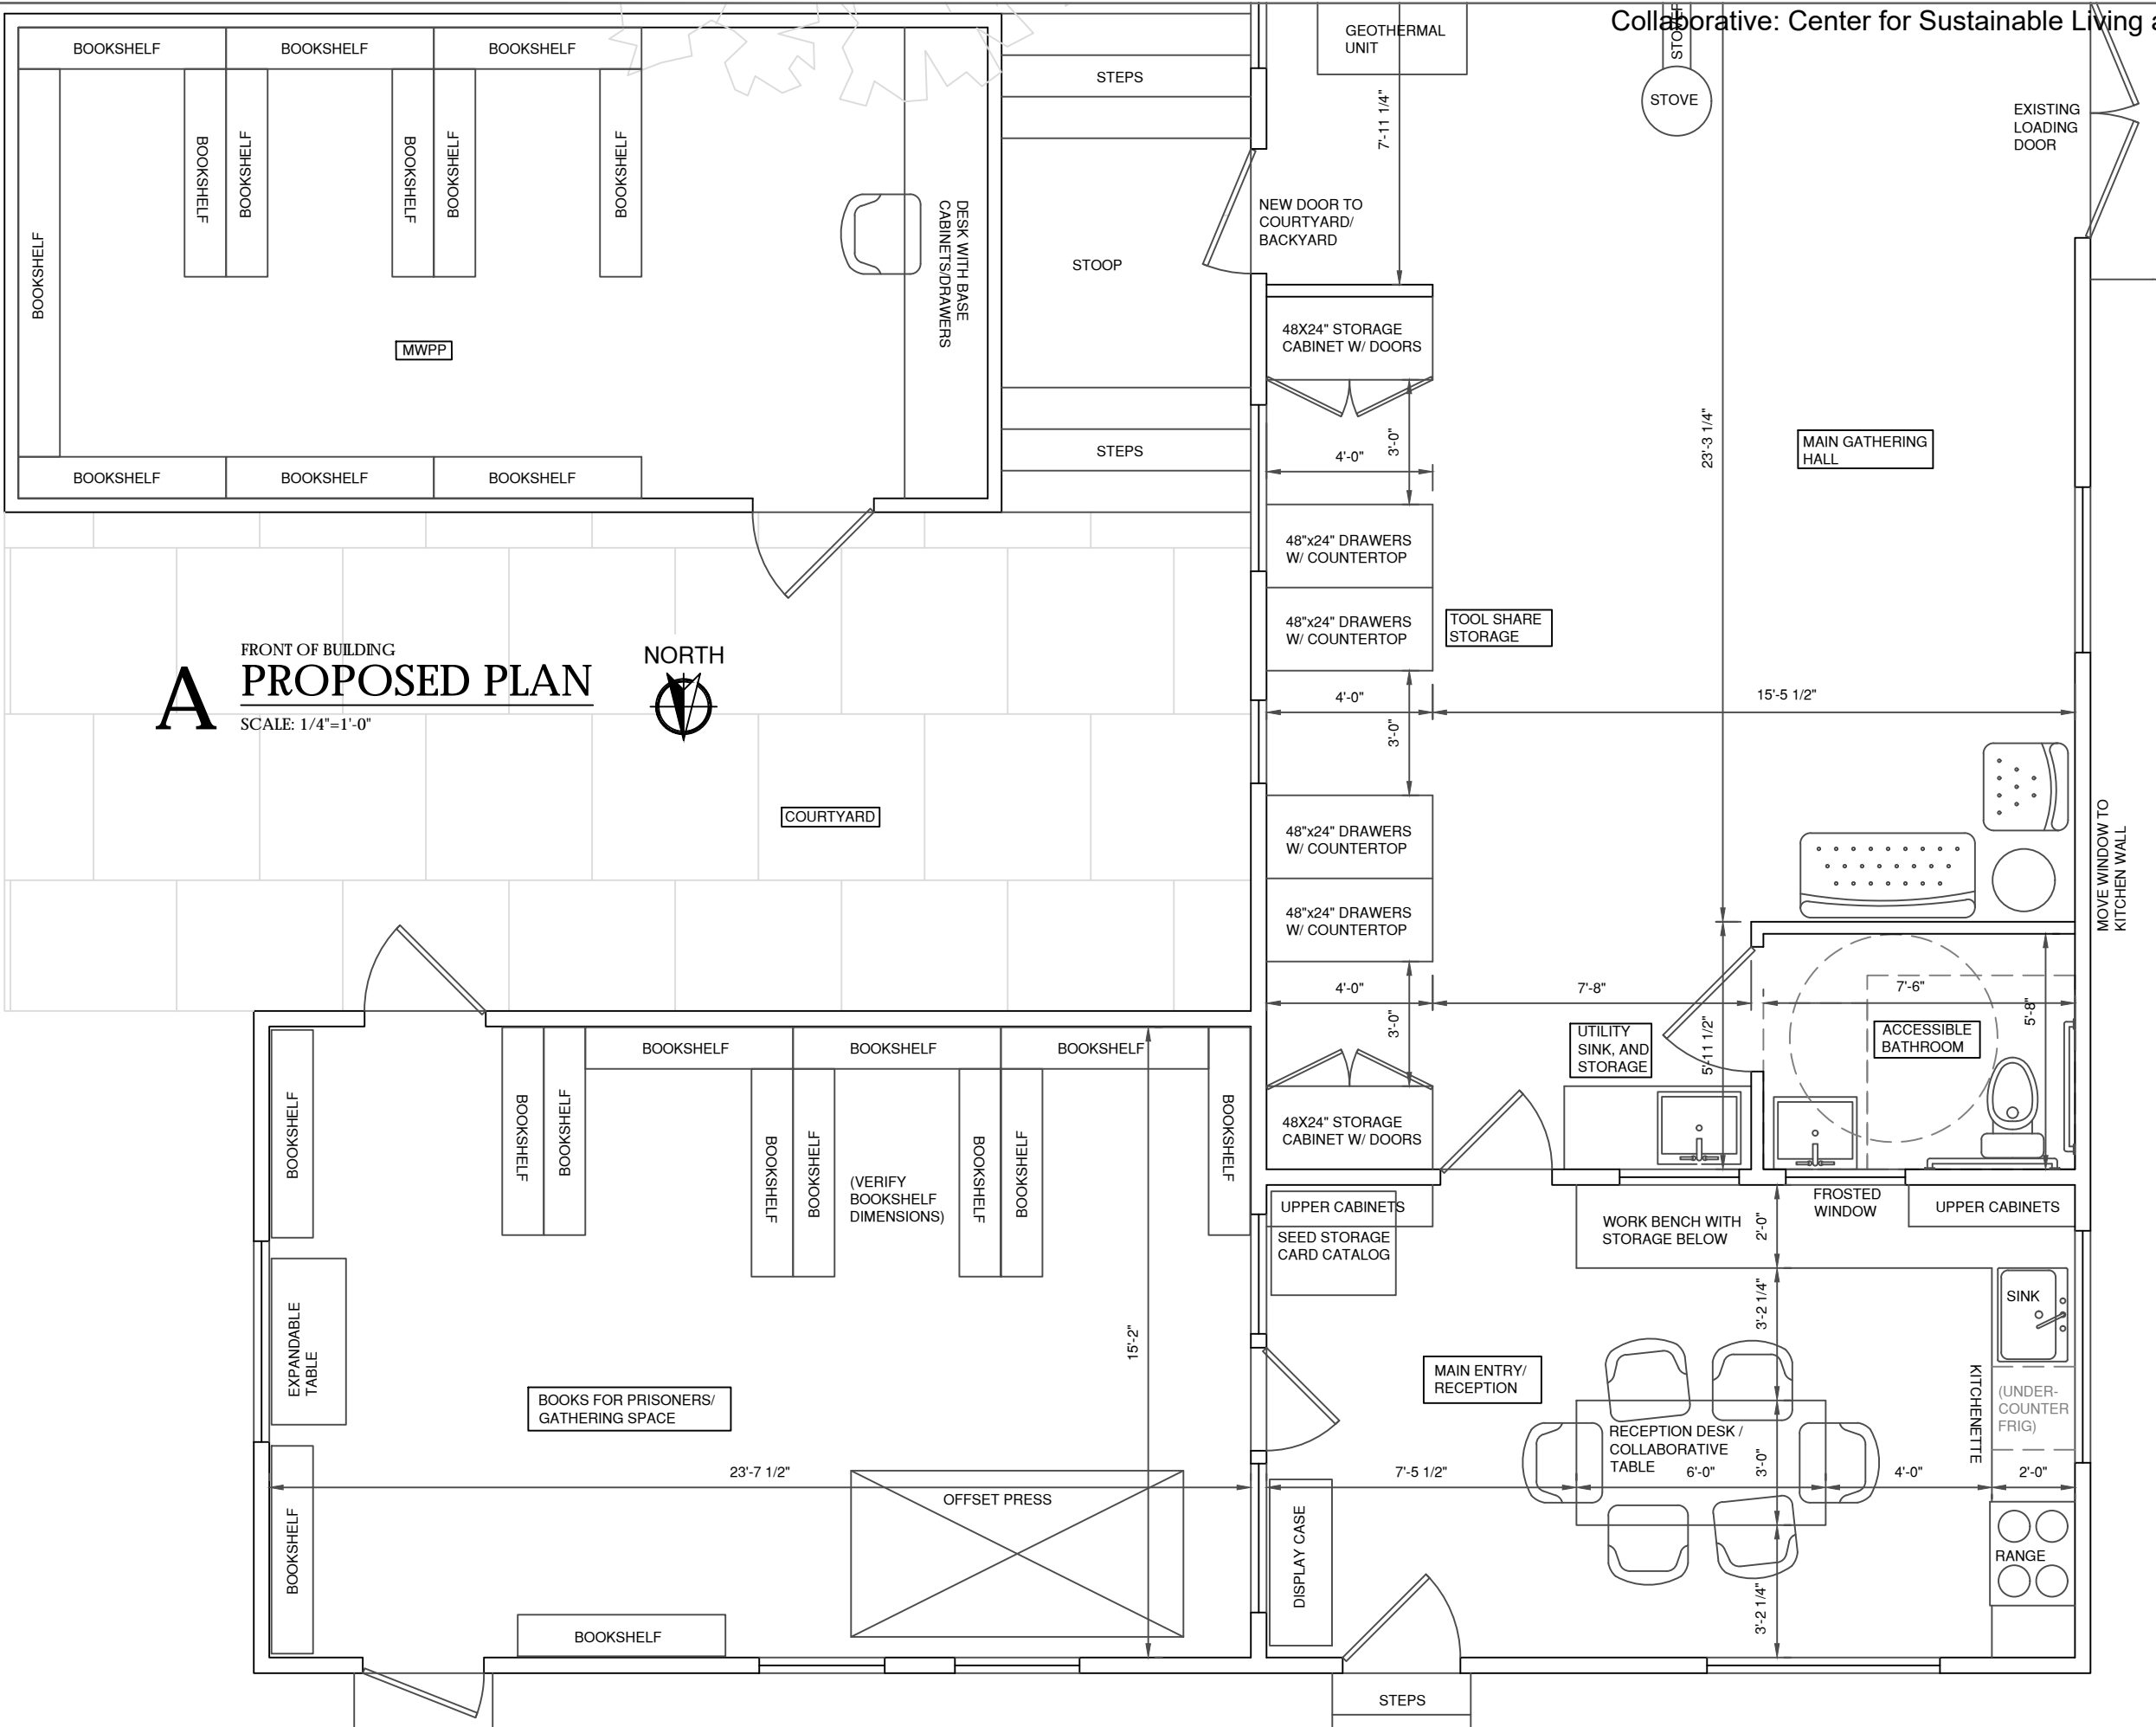 Collaborative: Center for Sustainable Living
BOOKSHELF
BOOKSHELF
BOOKSHELF
BOOKSHELF
BOOKSHELF
BOOKSHELF
BOOKSHELF
BOOKSHELF
BOOKSHELF
DESK WITH BASE
CABINETS/DRAWERS
MWPP
BOOKSHELF
BOOKSHELF
BOOKSHELF
STEPS
STOOP
STEPS
GEOTHERMAL
UNIT
7'-11 1/4"
STOVE
EXISTING
LOADING
DOOR
NEW DOOR TO
COURTYARD/
BACKYARD
48X24" STORAGE
CABINET W/ DOORS
3'-0"
4'-0"
23'-3 1/4"
MAIN GATHERING
HALL
48"x24" DRAWERS
W/ COUNTERTOP
48"x24" DRAWERS
W/ COUNTERTOP
TOOL SHARE
STORAGE
4'-0"
15'-5 1/2"
3'-0"
A
FRONT OF BUILDING
PROPOSED PLAN
SCALE: 1/4"=1'-0"
NORTH
COURTYARD
48"x24" DRAWERS
W/ COUNTERTOP
48"x24" DRAWERS
W/ COUNTERTOP
MOVE WINDOW TO
KITCHEN WALL
4'-0"
7'-8"
7'-6"
3'-0"
5'-11 1/2"
5'-8"
UTILITY
SINK, AND
STORAGE
ACCESSIBLE
BATHROOM
48X24" STORAGE
CABINET W/ DOORS
BOOKSHELF
BOOKSHELF
BOOKSHELF
BOOKSHELF
BOOKSHELF
BOOKSHELF
BOOKSHELF
BOOKSHELF
BOOKSHELF
BOOKSHELF
BOOKSHELF
(VERIFY
BOOKSHELF
DIMENSIONS)
EXPANDABLE
TABLE
15'-2"
BOOKS FOR PRISONERS/
GATHERING SPACE
23'-7 1/2"
OFFSET PRESS
BOOKSHELF
BOOKSHELF
UPPER CABINETS
SEED STORAGE
CARD CATALOG
WORK BENCH WITH
STORAGE BELOW
2'-0"
FROSTED
WINDOW
UPPER CABINETS
3'-2 1/4"
SINK
MAIN ENTRY/
RECEPTION
KITCHENETTE
(UNDER-
COUNTER
FRIG)
RECEPTION DESK /
COLLABORATIVE
TABLE
7'-5 1/2"
6'-0"
3'-0"
4'-0"
2'-0"
DISPLAY CASE
RANGE
3'-2 1/4"
STEPS